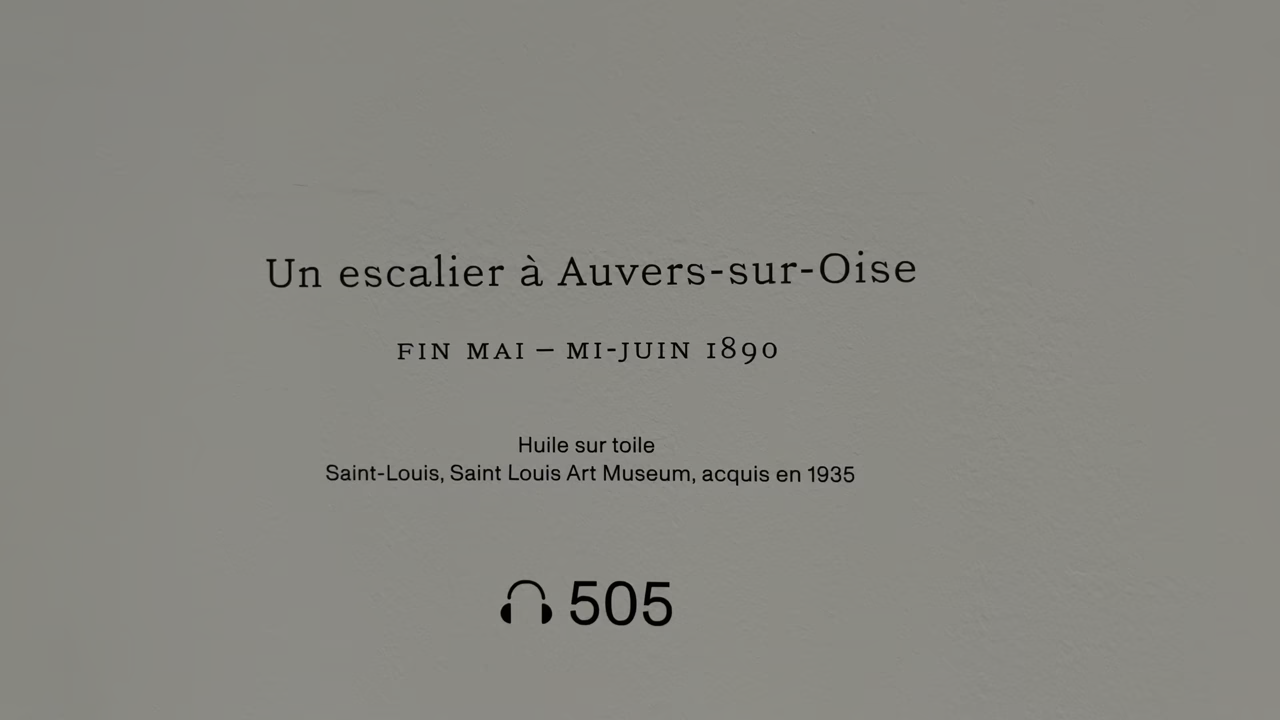 Un escalier à Auvers-sur-Oise
FIN MAI – MI-JUIN 1890
Huile sur toile
Saint-Louis, Saint Louis Art Museum, acquis en 1935
505